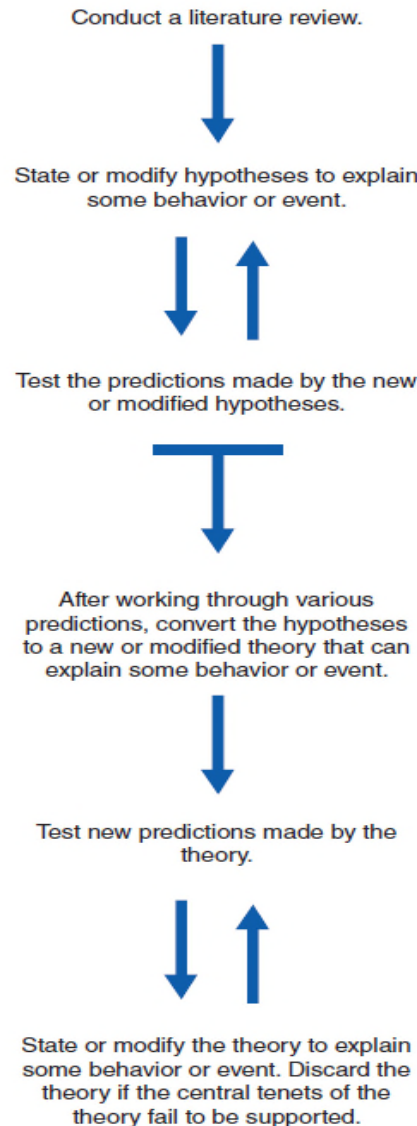 Conduct a literature review.
State or modify hypotheses to explain
some behavior or event.
Test the predictions made by the new
or modified hypotheses.
After working through various
predictions, convert the hypotheses
to a new or modified theory that can
explain some behavior or event.
Test new predictions made by the
theory.
State or modify the theory to explain
some behavior or event. Discard the
theory if the central tenets of the
theory fail to be supported.